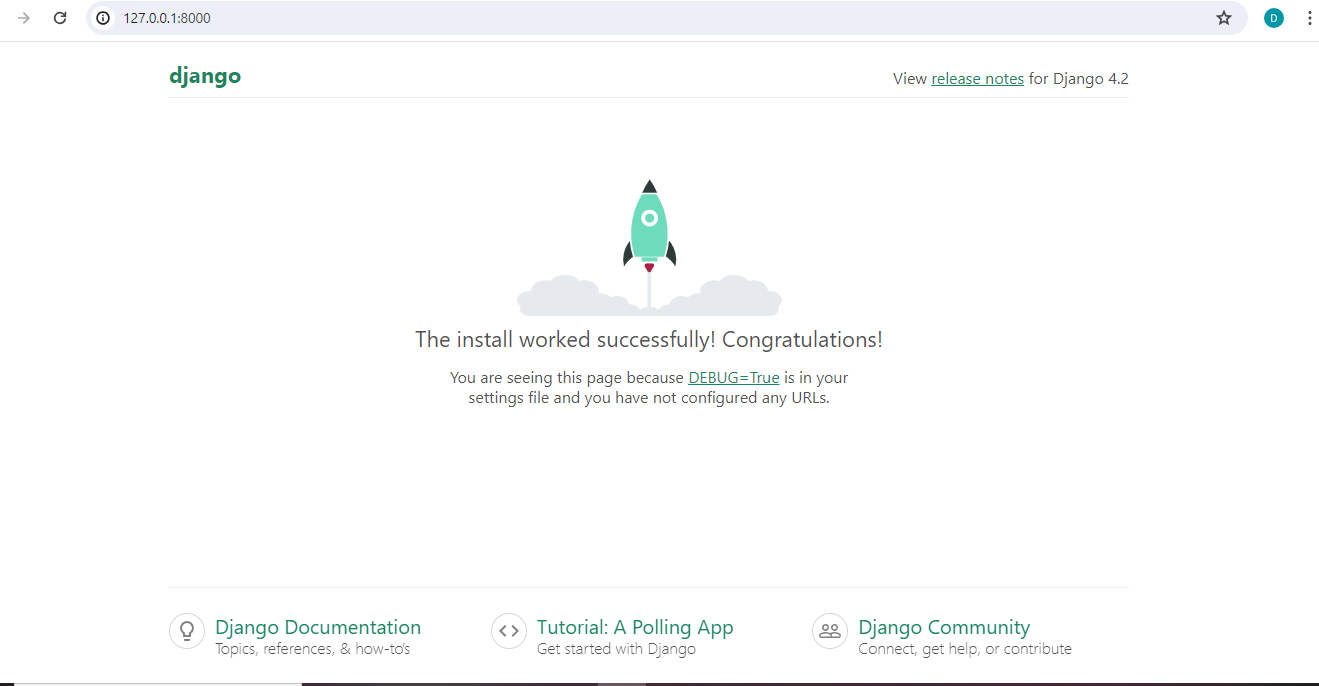 127.0.0.1:8000
D
django
View release notes for Django 4.2
The install worked successfully! Congratulations!
You are seeing this page because DEBUG=True is in your
settings file and you have not configured any URLs.
Django Documentation
Topics, references, & how-to's
Tutorial: A Polling App
Get started with Django
Django Community
Connect, get help, or contribute